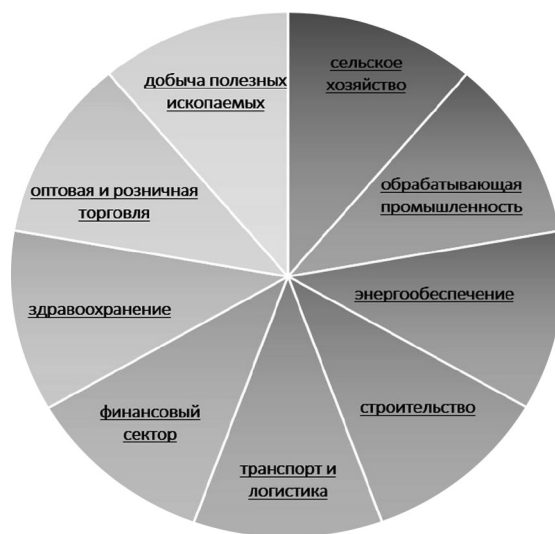 сельское
хозяйство
обрабатывающая
промышленность
энергообеспечение
строительство
транспорт и
логистика
финансовый
сектор
здравоохранение
оптовая и розничная
торговля
добыча полезных
ископаемых